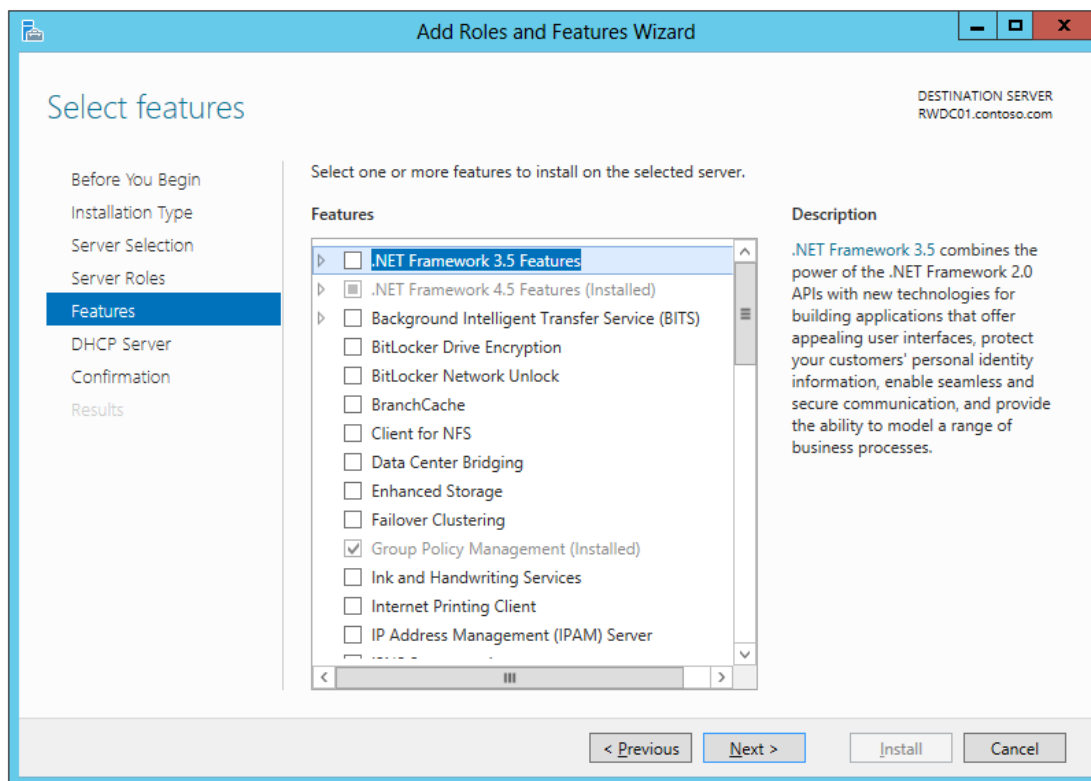 Add Roles and Features Wizard
Select features
DESTINATION SERVER
RWDC01.contoso.com
Before You Begin
Installation Type
Server Selection
Server Roles
Features
DHCP Server
Confirmation
Results
Select one or more features to install on the selected server.
Features
.NET Framework 3.5 Features
.NET Framework 4.5 Features (Installed)
Background Intelligent Transfer Service (BITS)
BitLocker Drive Encryption
BitLocker Network Unlock
BranchCache
Client for NFS
Data Center Bridging
Enhanced Storage
Failover Clustering
Group Policy Management (Installed)
Ink and Handwriting Services
Internet Printing Client
IP Address Management (IPAM) Server
Description
.NET Framework 3.5 combines the
power of the .NET Framework 2.0
APIs with new technologies for
building applications that offer
appealing user interfaces, protect
your customers' personal identity
information, enable seamless and
secure communication, and provide
the ability to model a range of
business processes.
< Previous
Next >
Install
Cancel